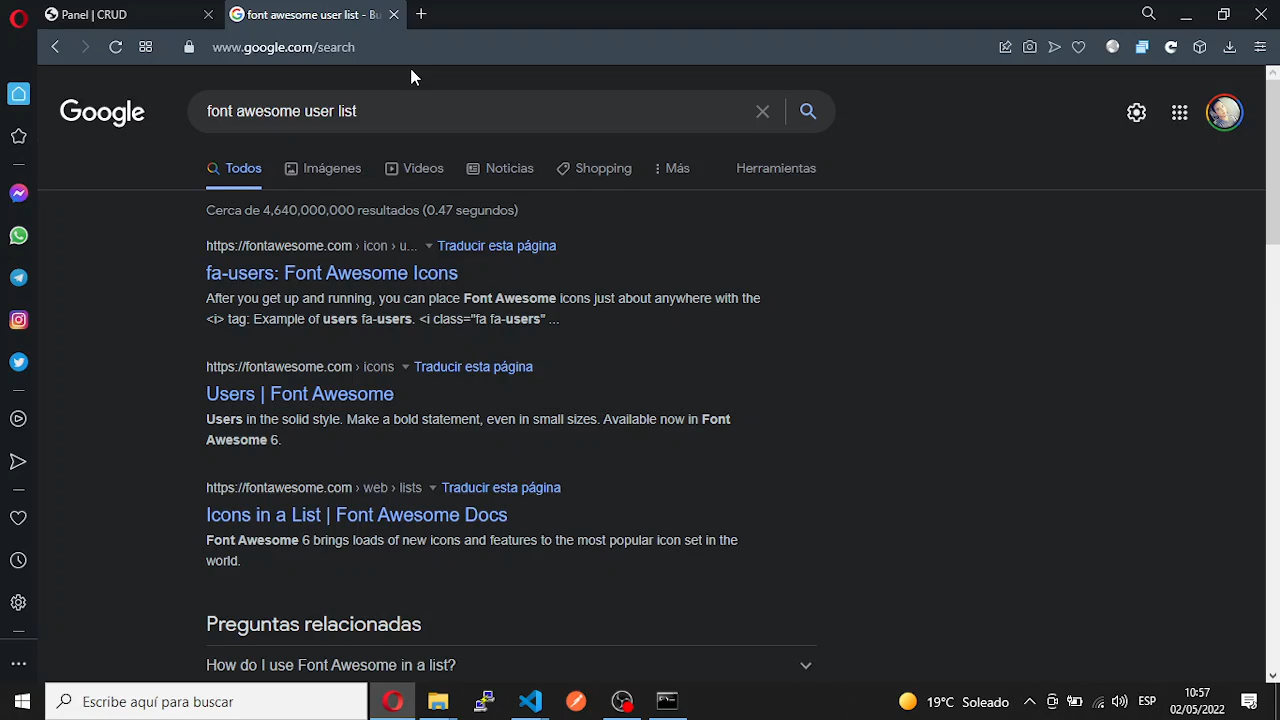 Panel | CRUD
font awesome user list - Bu
www.google.com/search
Google
font awesome user list
Todos
Imágenes
Videos
Noticias
Shopping
Más
Herramientas
Cerca de 4,640,000,000 resultados (0.47 segundos)
https://fontawesome.com › icon › u... Traducir esta página
fa-users: Font Awesome Icons
After you get up and running, you can place Font Awesome icons just about anywhere with the
<i> tag: Example of users fa-users. <i class="fa fa-users" ...
https://fontawesome.com › icons Traducir esta página
Users | Font Awesome
Users in the solid style. Make a bold statement, even in small sizes. Available now in Font
Awesome 6.
https://fontawesome.com › web › lists Traducir esta página
Icons in a List | Font Awesome Docs
Font Awesome 6 brings loads of new icons and features to the most popular icon set in the
world.
Preguntas relacionadas
How do I use Font Awesome in a list?
Escribe aquí para buscar
19°C Soleado
ESP
10:57
02/05/2022